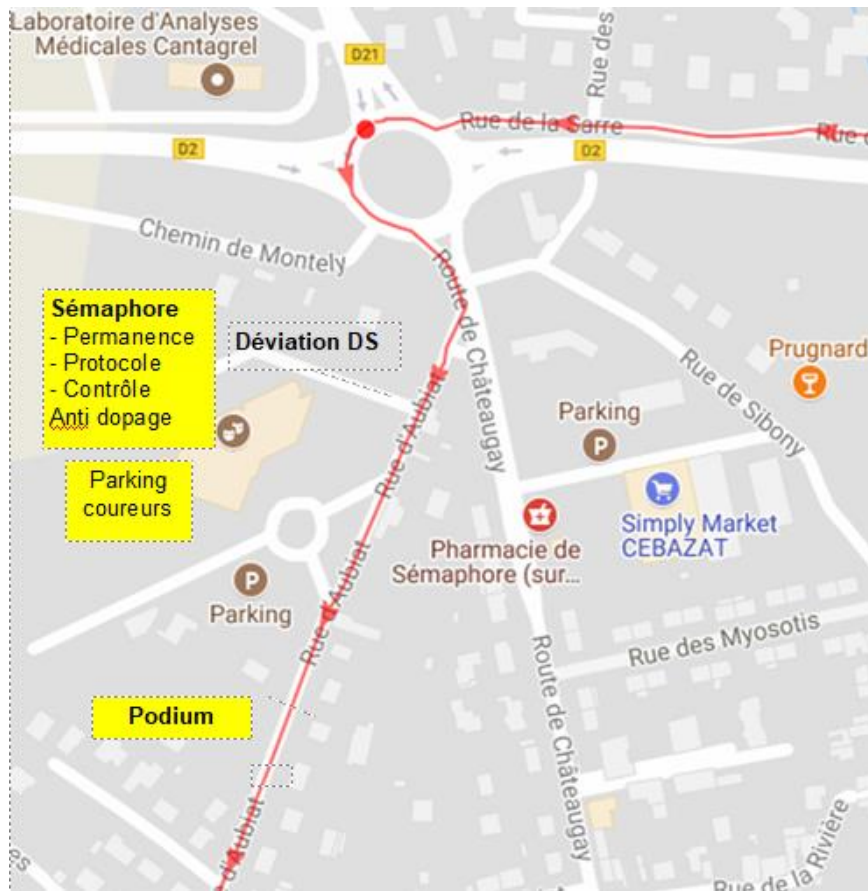 Laboratoire d'Analyses
Médicales Cantagrel
D21
Rue des
Rue de la Sarre
Rue d
D2
D2
Chemin de Montely
Route de Châteaugay
Sémaphore
- Permanence
- Protocole
- Contrôle
Anti dopage
Déviation DS
Prugnard
Parking
Rue d'Aubiat
Rue de Sibony
Parking
coureurs
Simply Market
CEBAZAT
Pharmacie de
Sémaphore (sur...
Parking
Rue d'Aubiat
Rue des Myosotis
Route de Châteaugay
Podium
d'Aubiat
es
Rue de la Rivière